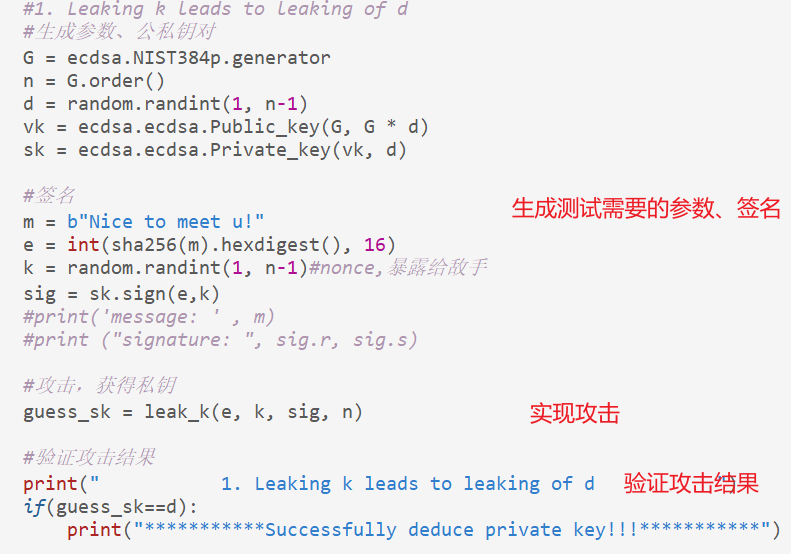 #1. Leaking k leads to leaking of d
#生成参数、公私钥对
G = ecdsa.NIST384p.generator
n = G.order()
d = random.randint(1, n-1)
vk = ecdsa.ecdsa.Public_key(G, G * d)
sk = ecdsa.ecdsa.Private_key(vk, d)
#签名
m = b"Nice to meet u!"
生成测试需要的参数、签名
e = int(sha256(m).hexdigest(), 16)
k = random.randint(1, n-1)#nonce,暴露给敌手
sig = sk.sign(e,k)
#print('message: ' , m)
#print ("signature: ", sig.r, sig.s)
#攻击，获得私钥
guess_sk = leak_k(e, k, sig, n)
实现攻击
#验证攻击结果
print("          1. Leaking k leads to leaking of d
验证攻击结果
if(guess_sk==d):
    print("***********Successfully deduce private key!!!***********")